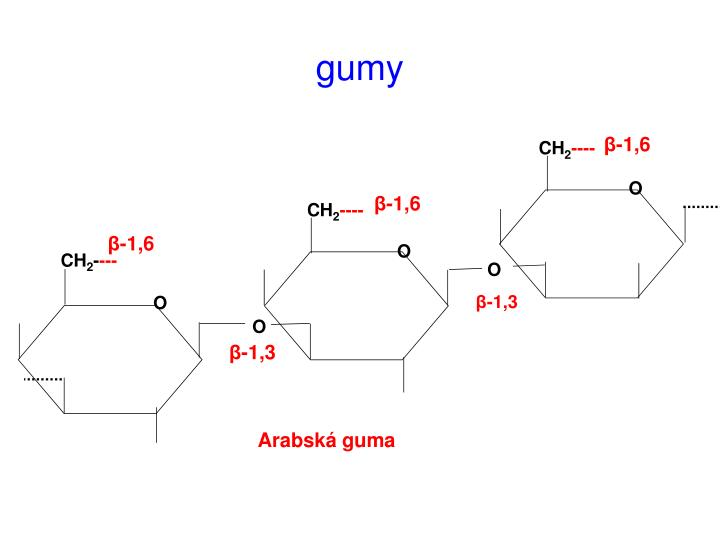 gumy
CH2---- β-1,6
O
CH2---- β-1,6
O
O
β-1,3
β-1,6
CH2----
O
O
β-1,3
Arabská guma